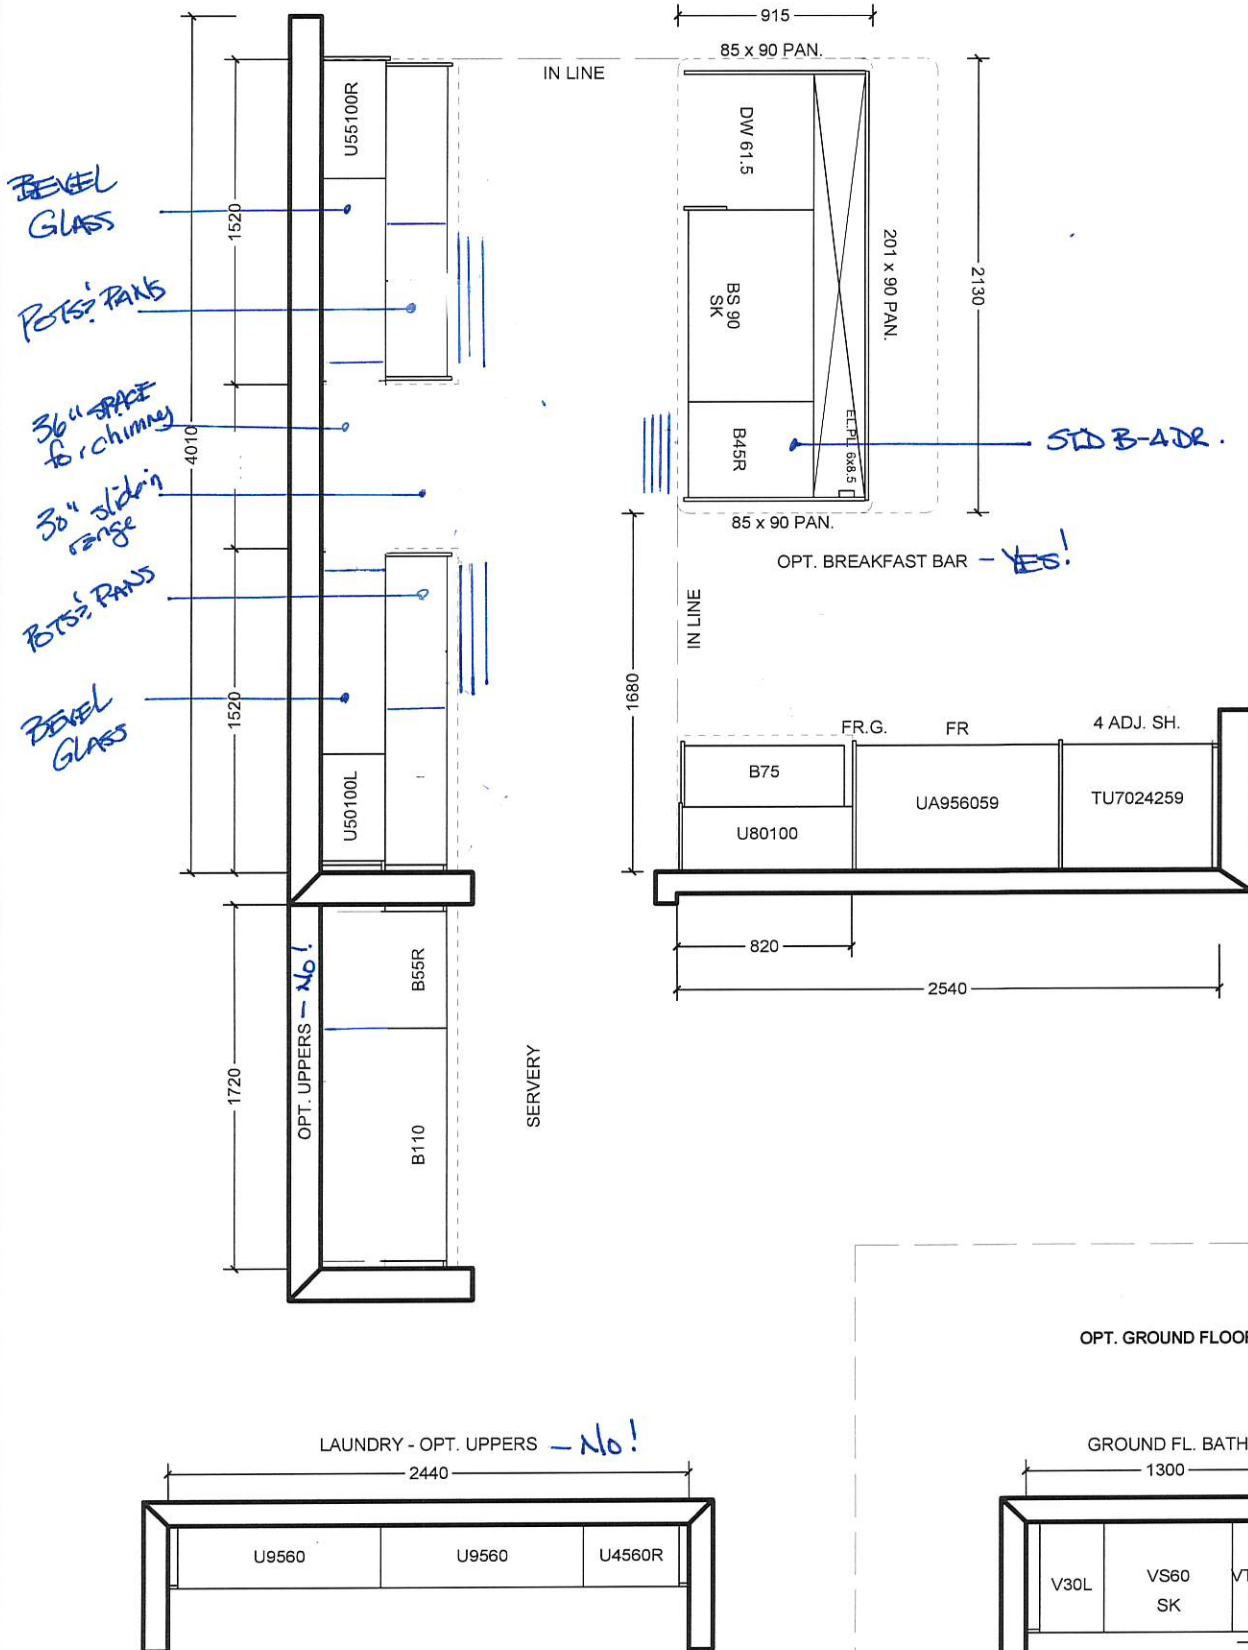 915
85 x 90 PAN.
IN LINE
U55100R
DW 61.5
BEVEL
GLASS
1520
201 x 90 PAN.
2130
POTS & PANS
BS 90
SK
36" SPACE
for chimney
4010
B45R
EL.PL. 6x8.5
STD B-4DR.
30" slide in
range
85 x 90 PAN.
OPT. BREAKFAST BAR - YES!
POTS & PANS
IN LINE
1680
BEVEL
GLASS
1520
FR.G.
FR
4 ADJ. SH.
B75
UA956059
TU7024259
U50100L
U80100
820
2540
OPT. UPPERS - No!
B55R
1720
SERVERY
B110
OPT. GROUND FLOOR
LAUNDRY - OPT. UPPERS - No!
2440
GROUND FL. BATH
1300
U9560
U9560
U4560R
V30L
VS60
SK
VT